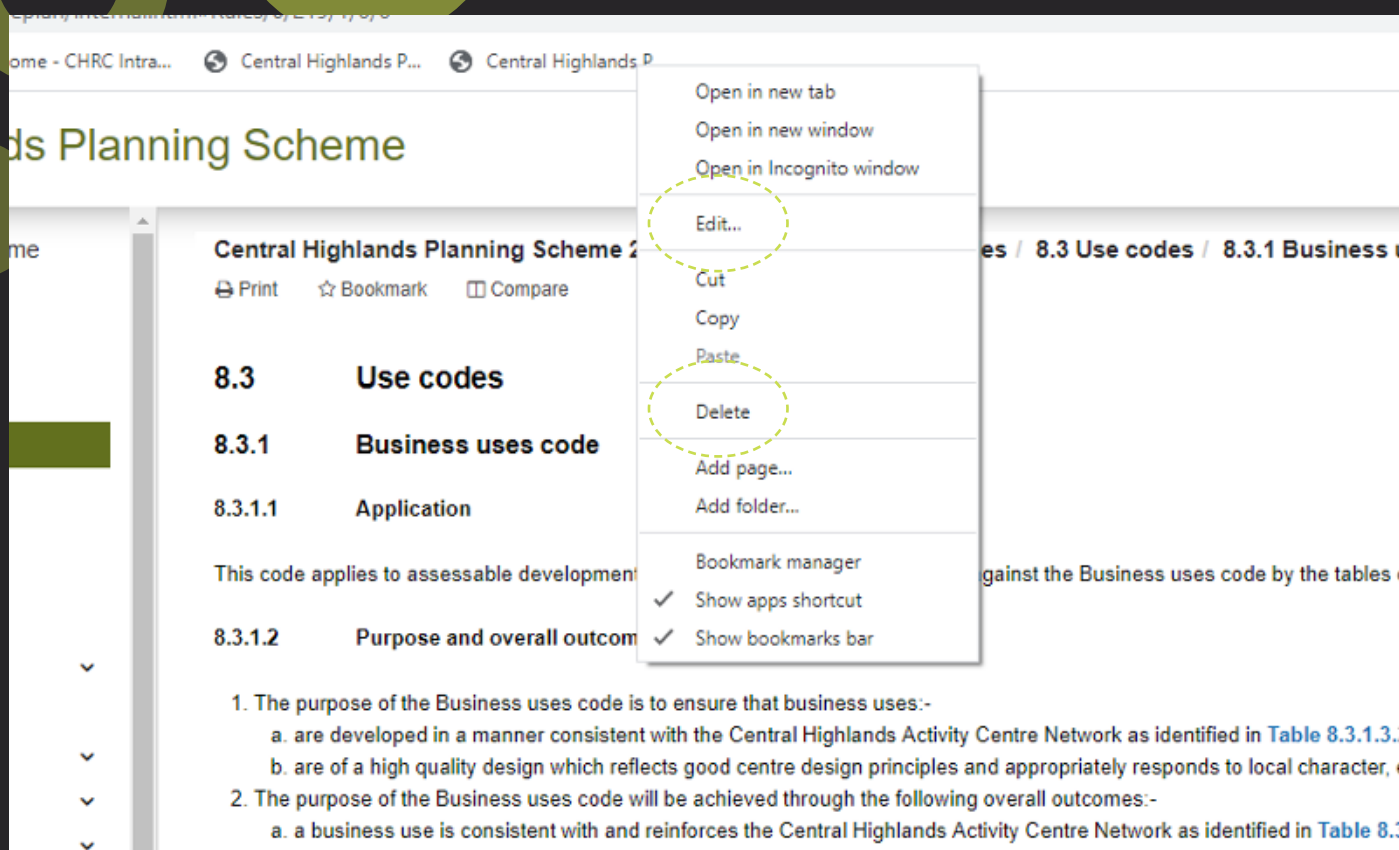 ome - CHRC Intra... Central Highlands P... Central Highlands P
ds Planning Scheme
me
Central Highlands Planning Scheme 2 es / 8.3 Use codes / 8.3.1 Business u
Print Bookmark Compare
8.3 Use codes
8.3.1 Business uses code
8.3.1.1 Application
This code applies to assessable development gainst the Business uses code by the tables
8.3.1.2 Purpose and overall outcom
1. The purpose of the Business uses code is to ensure that business uses:-
a. are developed in a manner consistent with the Central Highlands Activity Centre Network as identified in Table 8.3.1.3.
b. are of a high quality design which reflects good centre design principles and appropriately responds to local character,
2. The purpose of the Business uses code will be achieved through the following overall outcomes:-
a. a business use is consistent with and reinforces the Central Highlands Activity Centre Network as identified in Table 8.3
Open in new tab
Open in new window
Open in Incognito window
Edit...
Cut
Copy
Paste
Delete
Add page...
Add folder...
Bookmark manager
Show apps shortcut
Show bookmarks bar